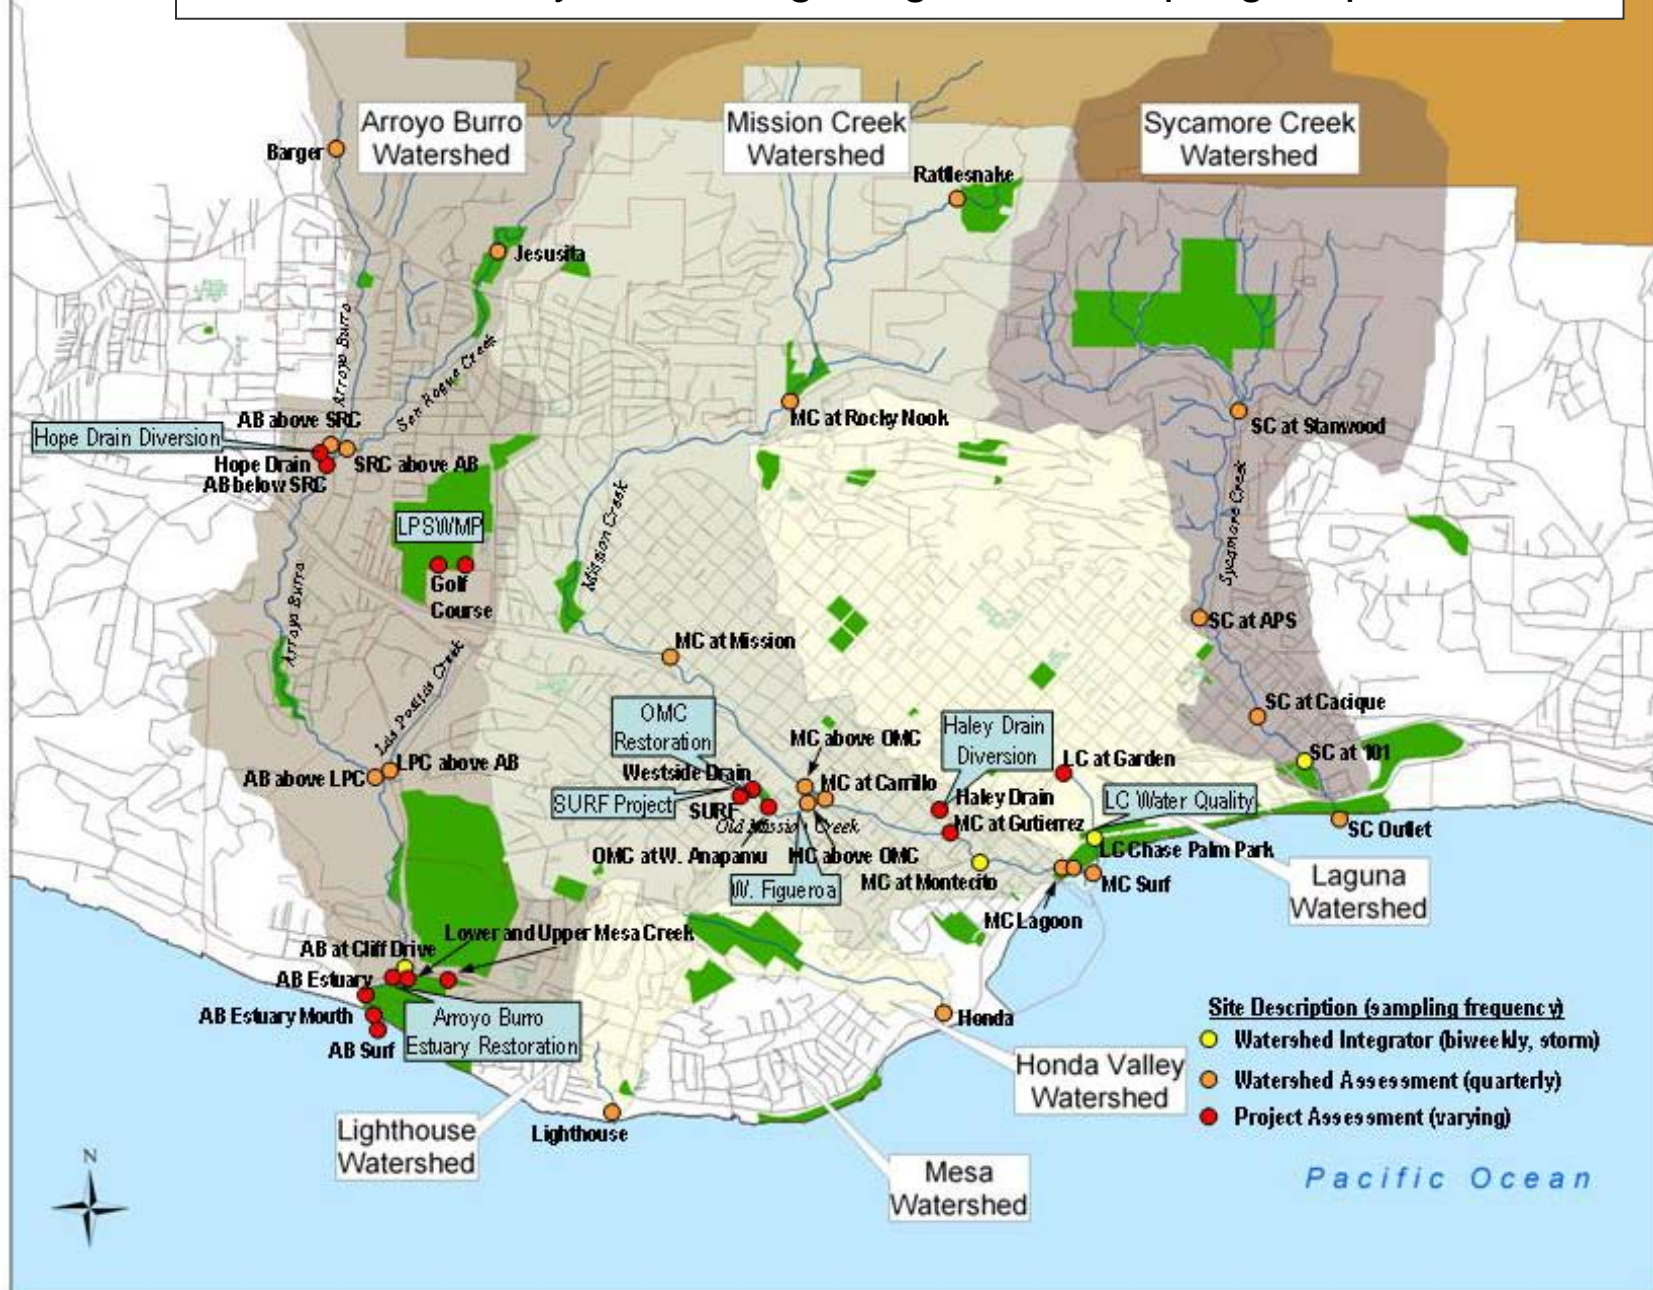 Arroyo Burro
Watershed
Mission Creek
Watershed
Sycamore Creek
Watershed
Barger
Rattlesnake
Jesusita
Arroyo Burro
San Roque Creek
AB above SRC
Hope Drain Diversion
Hope Drain
SRC above AB
AB below SRC
MC at Rocky Nook
SC at Stanwood
LPSWMP
Golf
Course
Mission Creek
Sycamore Creek
Arroyo Burro
SC at APS
MC at Mission
Las Positas Creek
OMC
Restoration
SC at Cacique
MC above OMC
Haley Drain
Diversion
LC at Garden
SC at 101
AB above LPC
LPC above AB
Westside Drain
MC at Carrillo
SURF Project
SURF
Haley Drain
LC Water Quality
Old Mission Creek
MC at Gutierrez
SC Outlet
OMC at W. Anapamu
MC above OMC
LC Chase Palm Park
W. Figueroa
MC at Montecito
MC Surf
Laguna
Watershed
MC Lagoon
Lower and Upper Mesa Creek
AB at Cliff Drive
AB Estuary
AB Estuary Mouth
Arroyo Burro
Estuary Restoration
AB Surf
Honda
Site Description (sampling frequency)
Watershed Integrator (biweekly, storm)
Watershed Assessment (quarterly)
Project Assessment (varying)
Honda Valley
Watershed
Lighthouse
Watershed
Lighthouse
Mesa
Watershed
N
Pacific Ocean